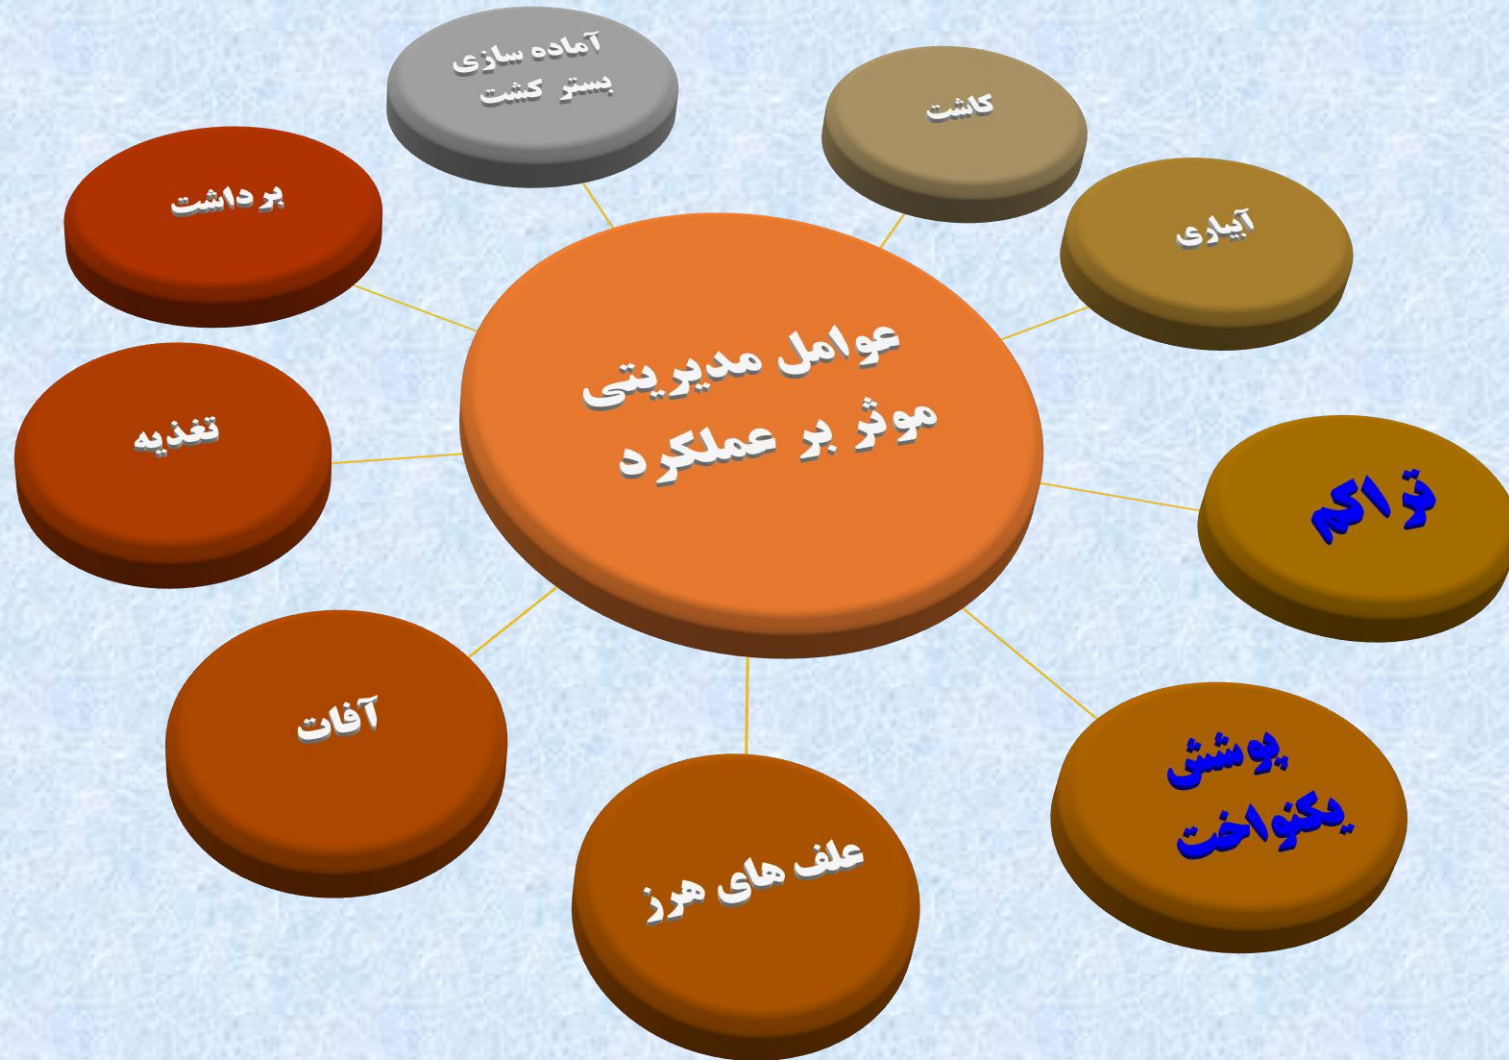 آماده سازی
بستر کشت
کاشت
آبیاری
تراکم
پوشش
یکنواخت
علف های هرز
آفات
تغذیه
برداشت
عوامل مدیریتی
موثر بر عملکرد